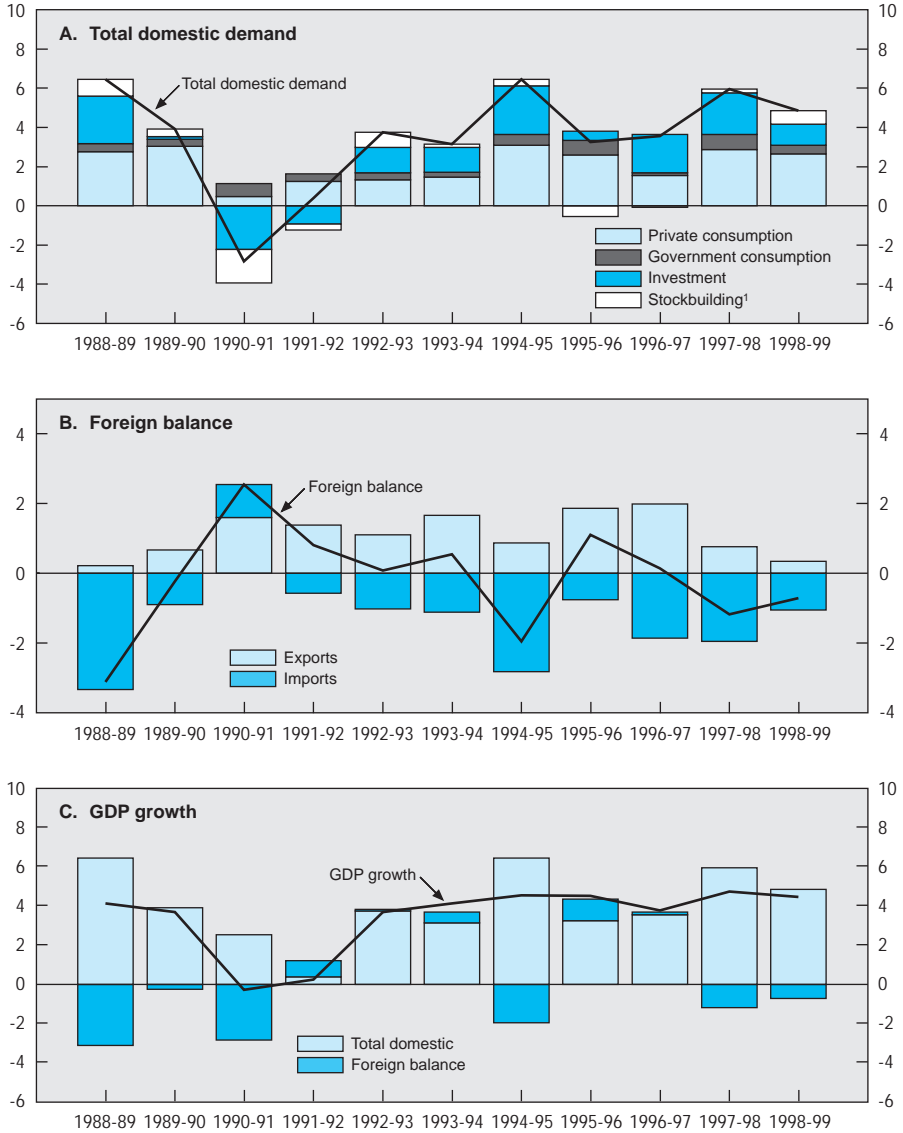 10 10
A. Total domestic demand
8 8
Total domestic demand
6 6
4 4
2 2
0 0
Private consumption
Government consumption
-2 -2
Investment
-4 -4
Stockbuilding¹
-6 -6
1988-89 1989-90 1990-91 1991-92 1992-93 1993-94 1994-95 1995-96 1996-97 1997-98 1998-99
B. Foreign balance
4 4
Foreign balance
2 2
0 0
-2 -2
Exports
Imports
-4 -4
1988-89 1989-90 1990-91 1991-92 1992-93 1993-94 1994-95 1995-96 1996-97 1997-98 1998-99
10 10
C. GDP growth
8 8
6 6
GDP growth
4 4
2 2
0 0
-2 -2
Total domestic
-4 -4
Foreign balance
-6 -6
1988-89 1989-90 1990-91 1991-92 1992-93 1993-94 1994-95 1995-96 1996-97 1997-98 1998-99